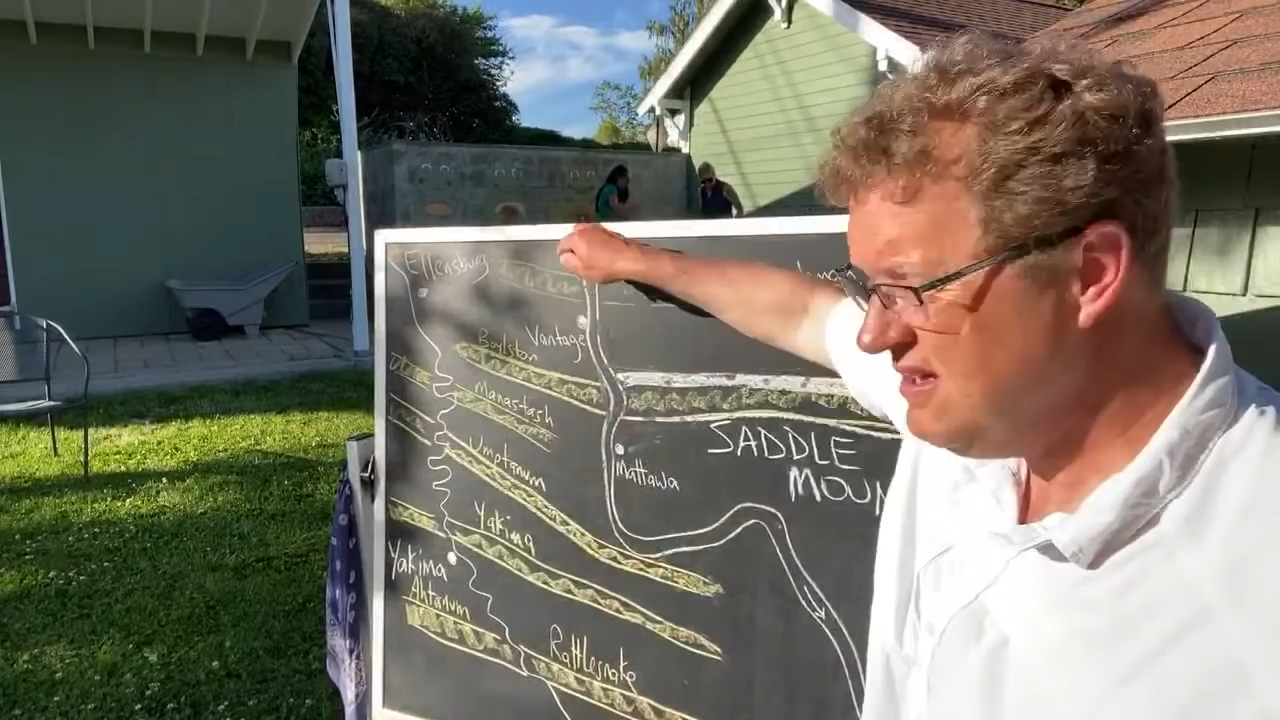 Ellensburg
Vantage
Boylston
Manastash
SADDLE
MOUN
Umptanum
Mattawa
Yakima
Yakima
Ahtanum
Rattlesnake